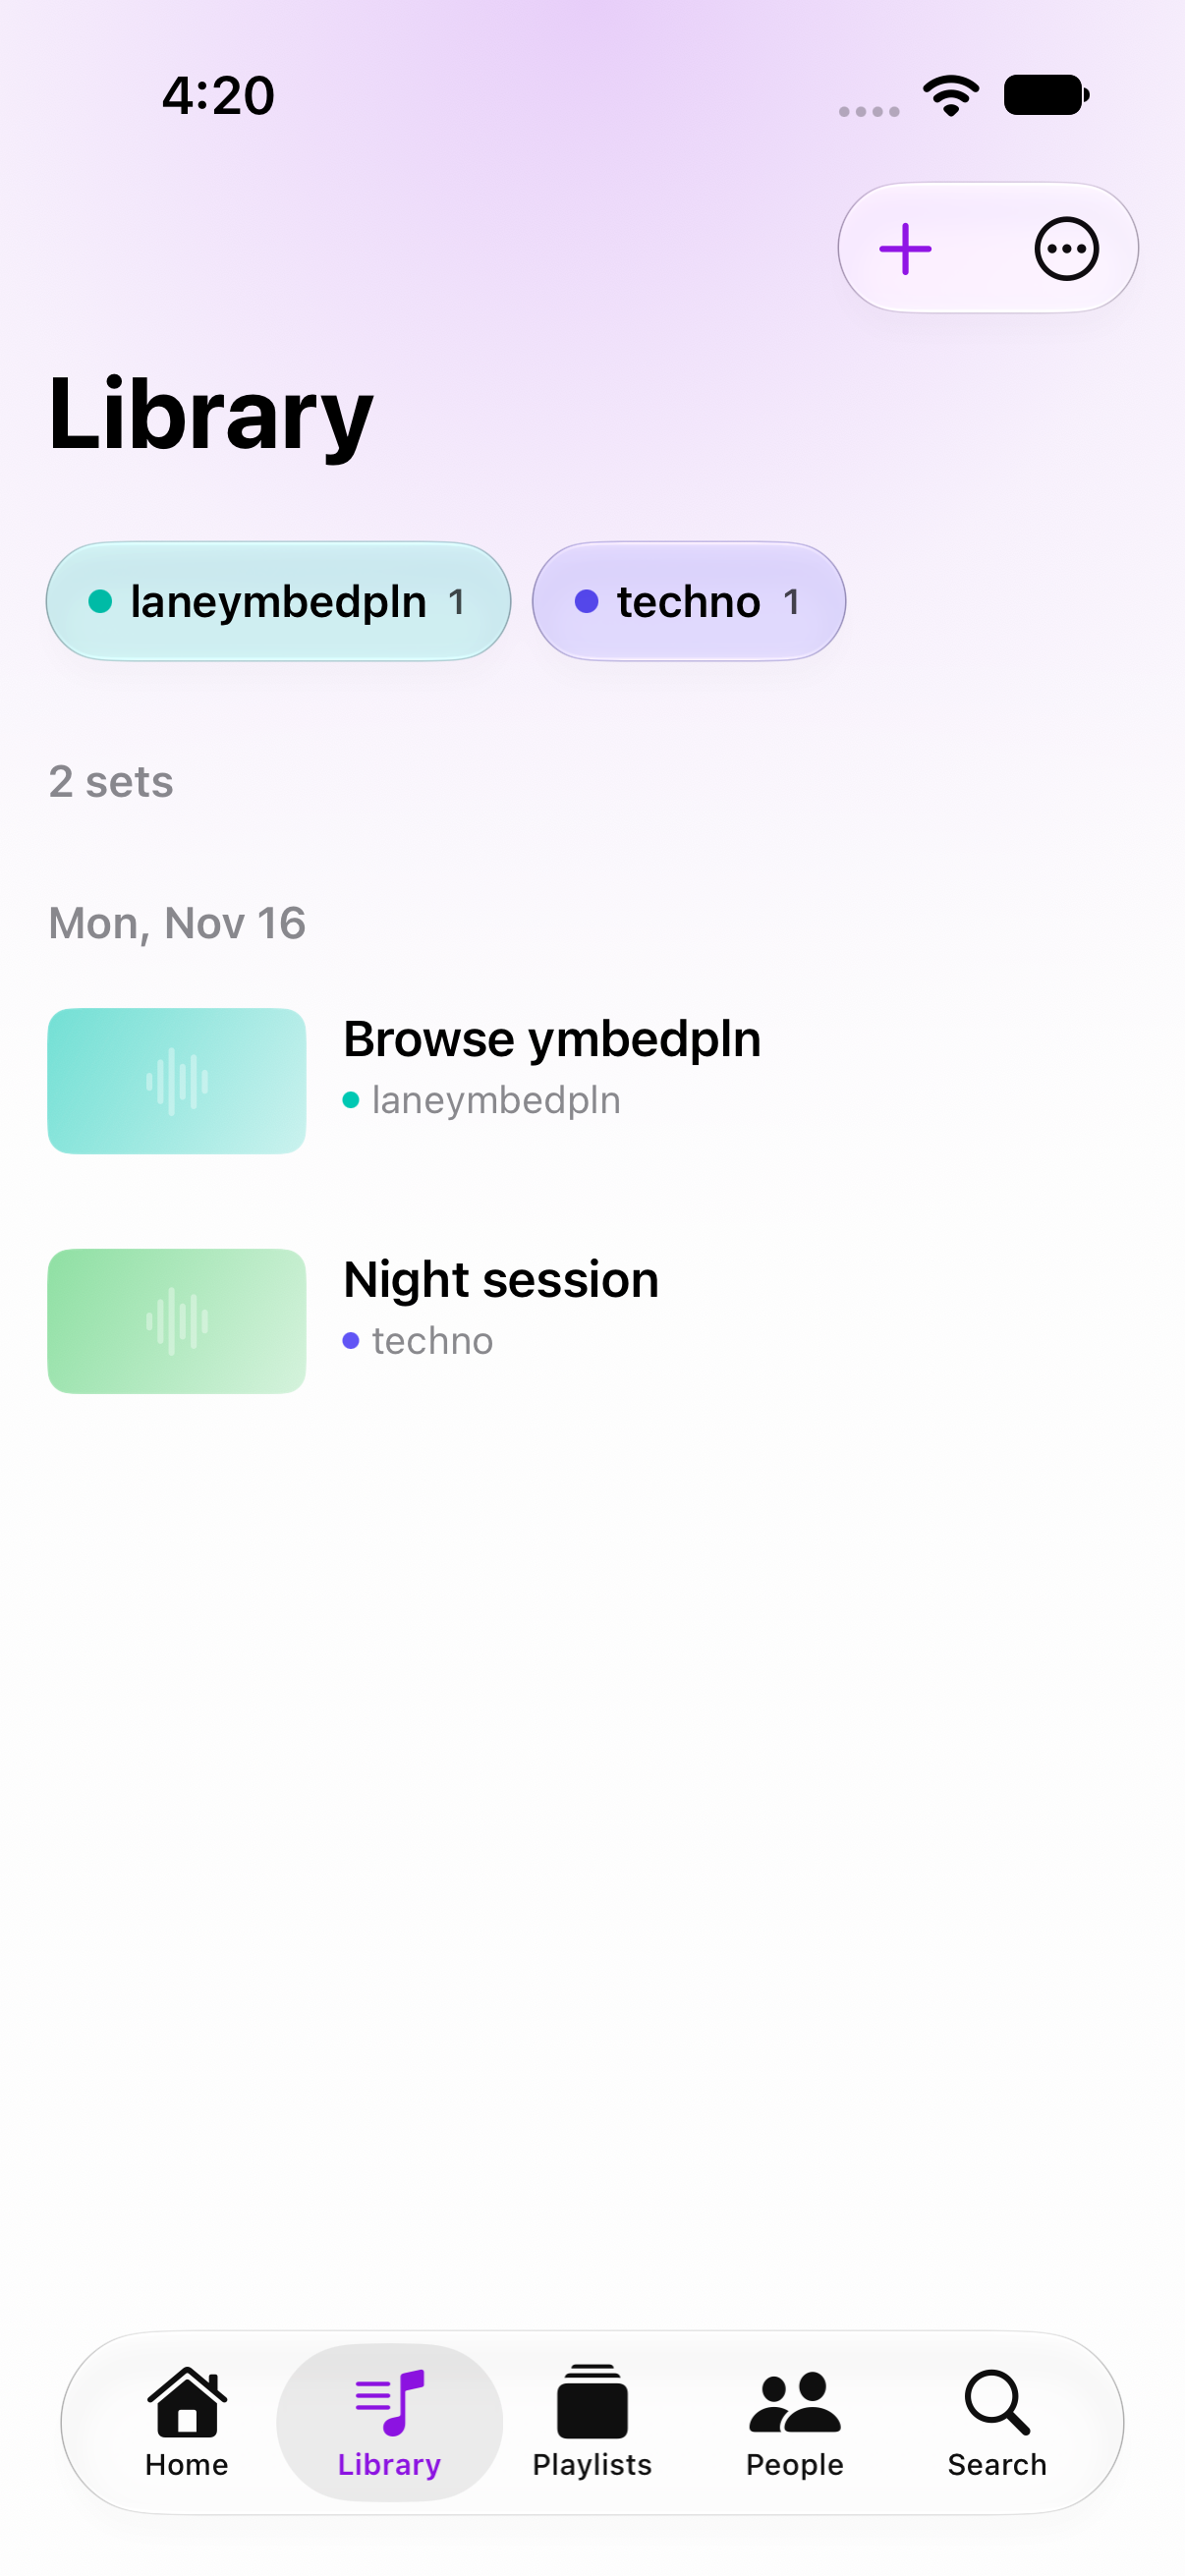 4:20
Library
laneymbedpln 1
techno 1
2 sets
Mon, Nov 16
Browse ymbedpln
laneymbedpln
Night session
techno
Home
Library
Playlists
People
Search